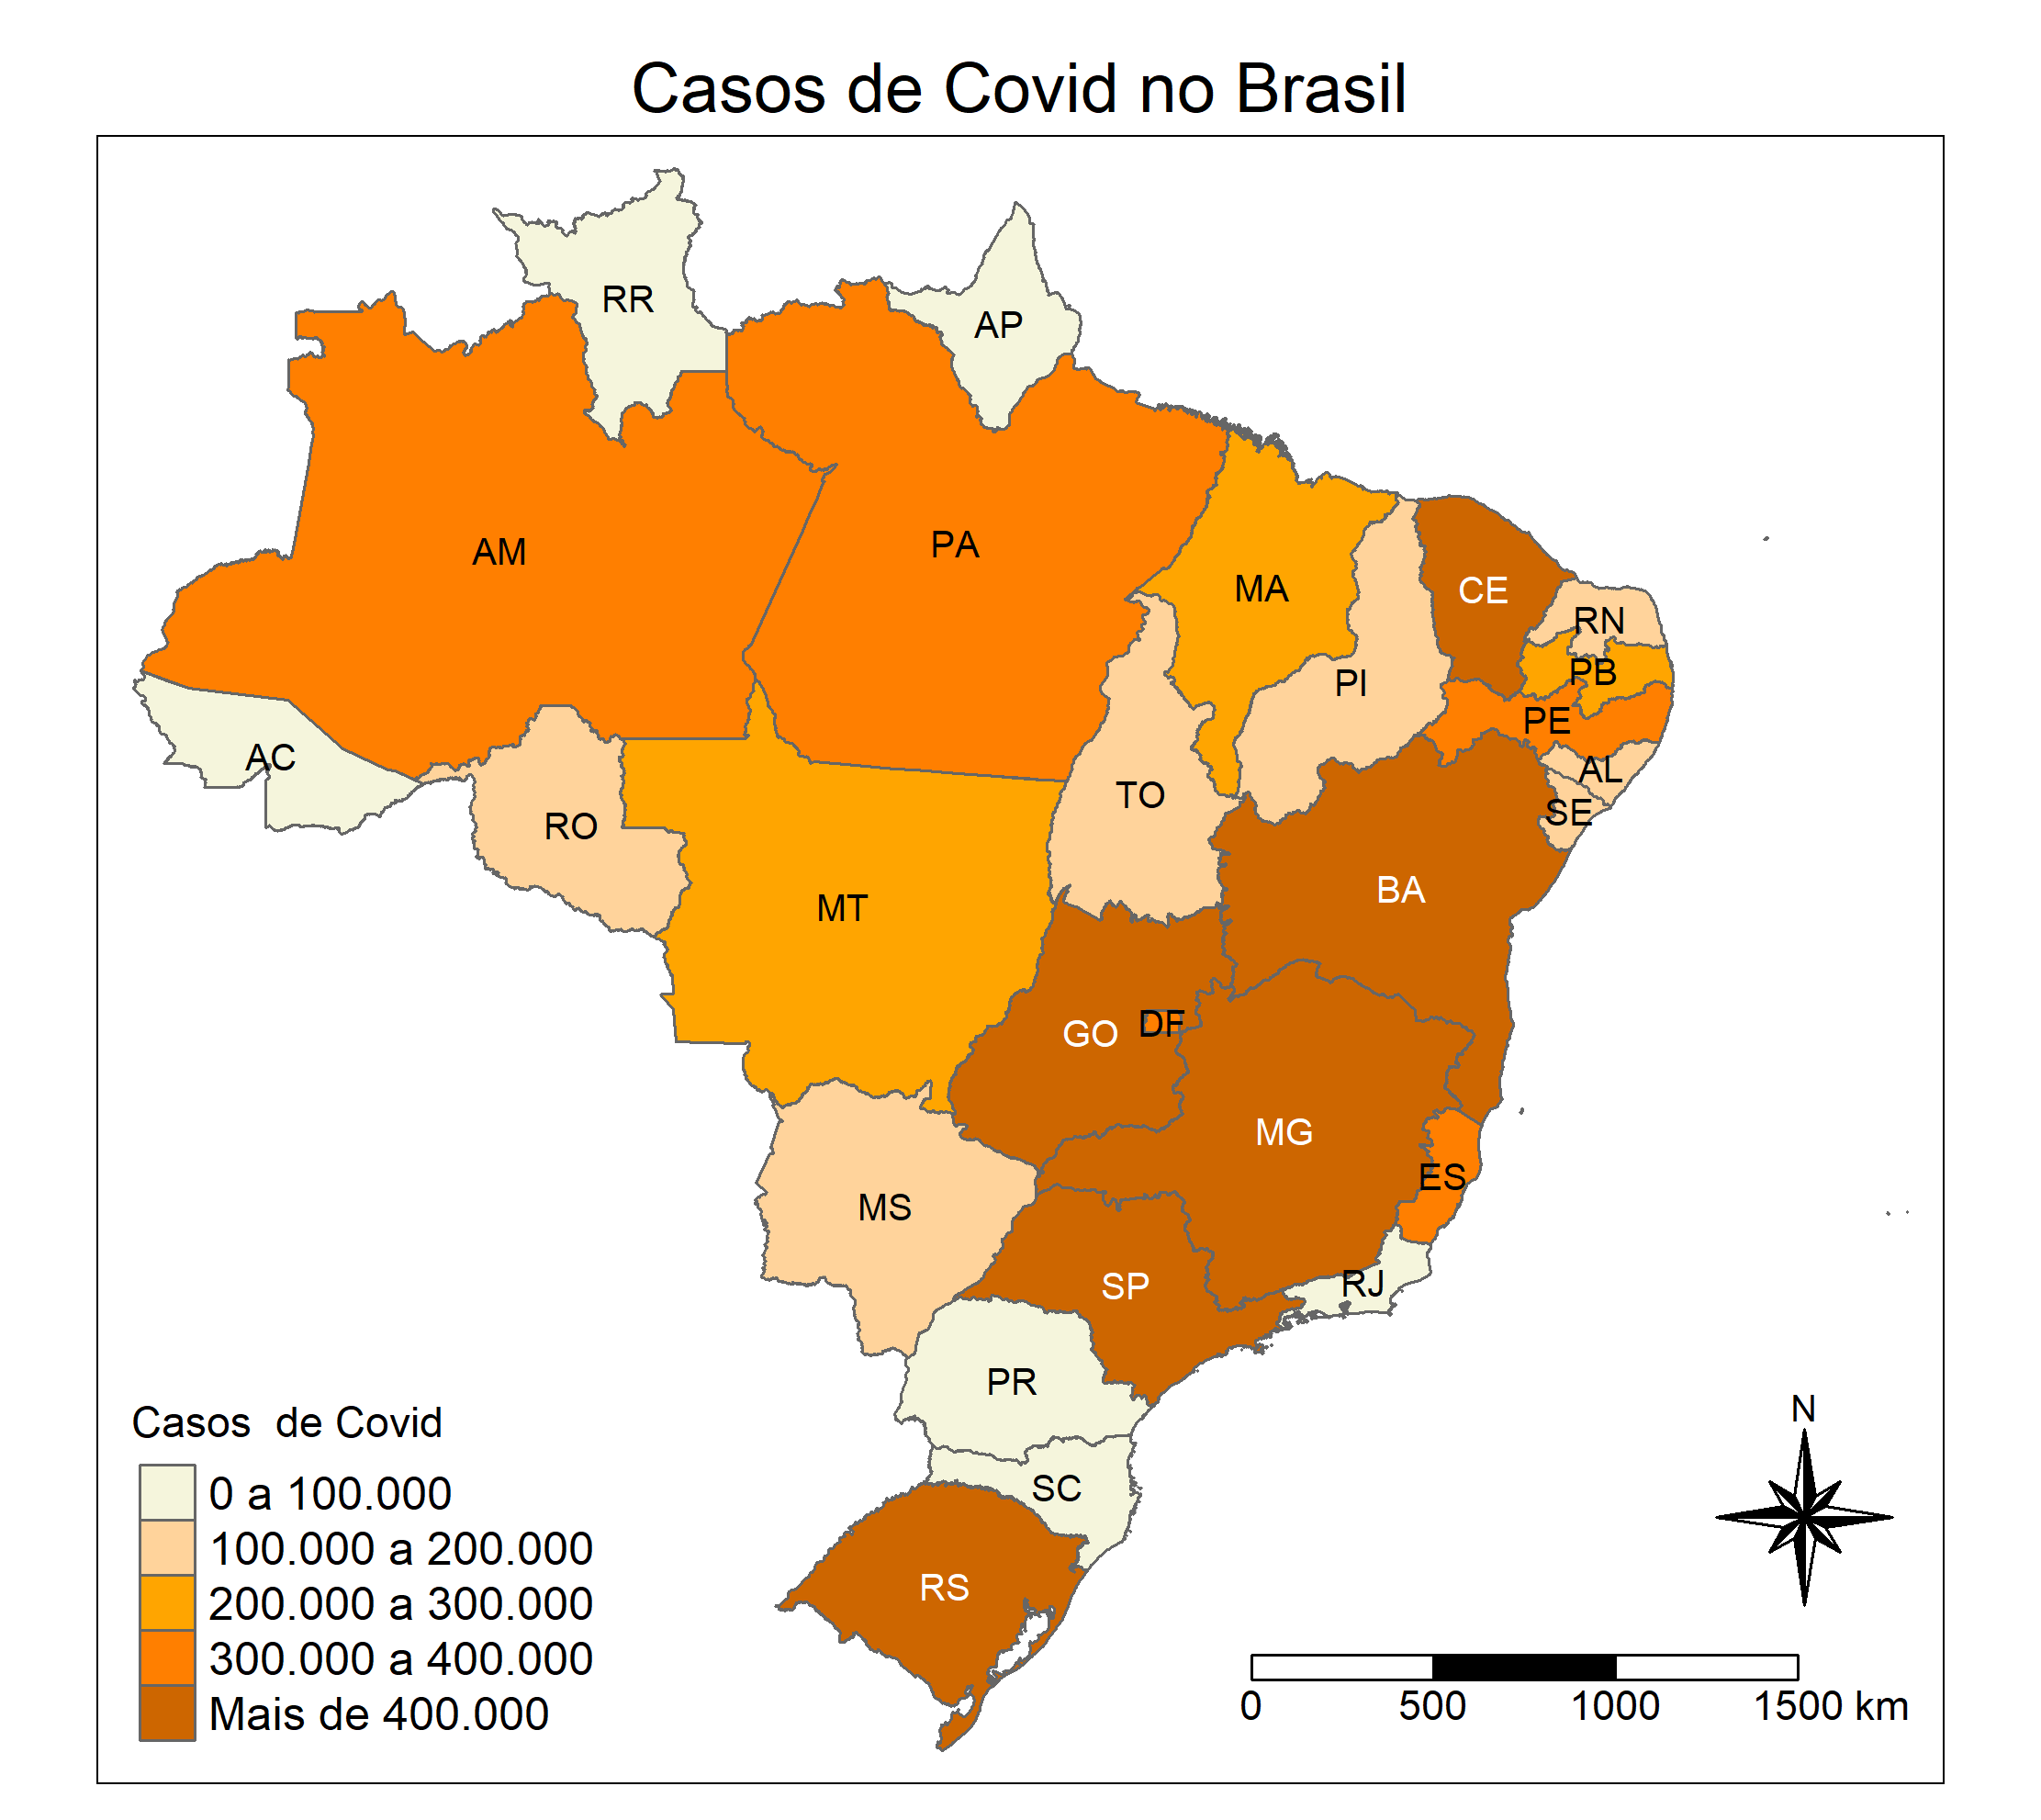 Casos de Covid no Brasil
RR
AP
AM
PA
MA
CE
RN
PB
PI
PE
AC
AL
TO
SE
RO
BA
MT
DF
GO
MG
ES
MS
RJ
SP
PR
N
Casos  de Covid
SC
0 a 100.000
100.000 a 200.000
RS
200.000 a 300.000
300.000 a 400.000
Mais de 400.000
0 500 1000 1500 km